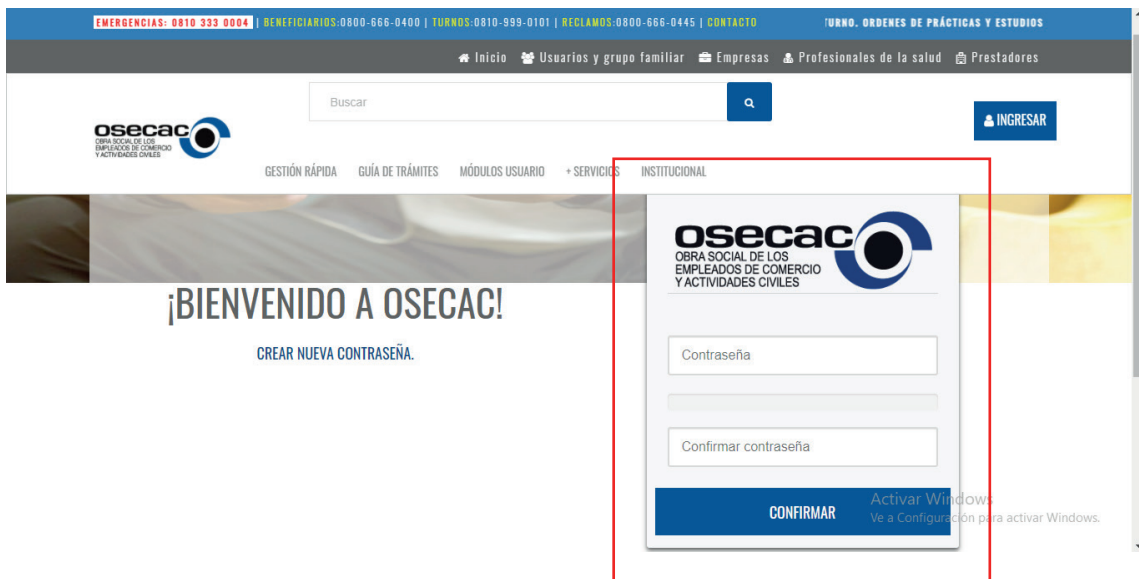 EMERGENCIAS: 0810 333 0004 | BENEFICIARIOS:0800-666-0400 | TURNOS:0810-999-0101 | RECLAMOS:0800-666-0445 | CONTACTO
TURNO. ORDENES DE PRÁCTICAS Y ESTUDIOS
Inicio Usuarios y grupo familiar Empresas Profesionales de la salud Prestadores
Buscar
INGRESAR
osecac
OBRA SOCIAL DE LOS
EMPLEADOS DE COMERCIO
Y ACTIVIDADES CIVILES
GESTIÓN RÁPIDA GUÍA DE TRÁMITES MÓDULOS USUARIO + SERVICIOS INSTITUCIONAL
osecac
OBRA SOCIAL DE LOS
EMPLEADOS DE COMERCIO
Y ACTIVIDADES CIVILES
¡BIENVENIDO A OSECAC!
CREAR NUEVA CONTRASEÑA.
Contraseña
Confirmar contraseña
CONFIRMAR
Activar Windows
Ve a Configuración para activar Windows.